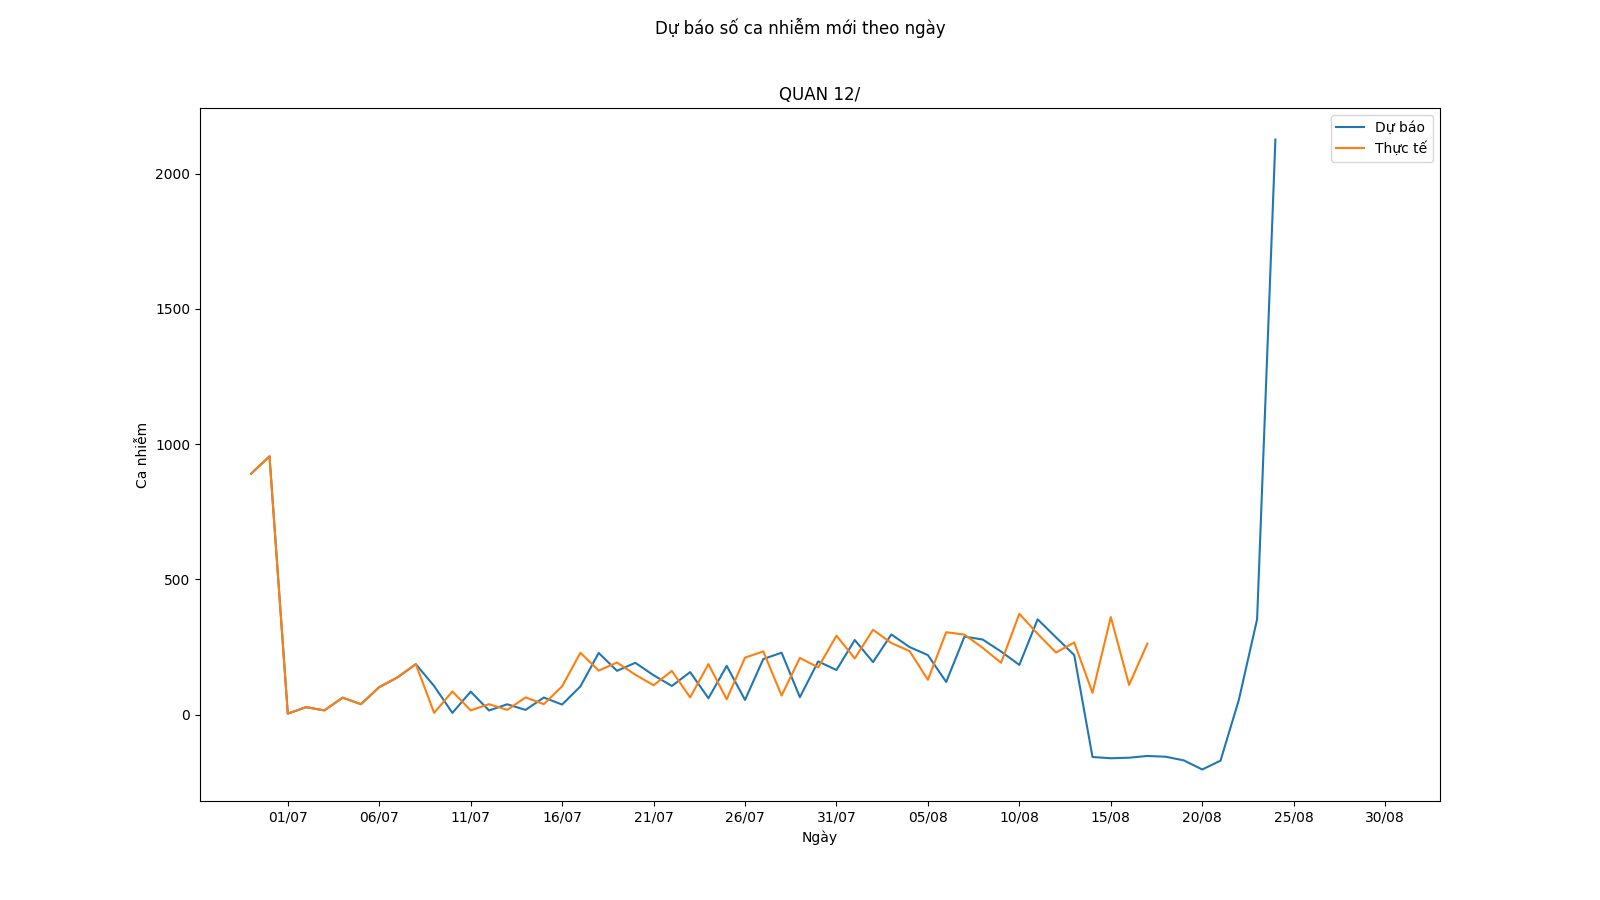 Dự báo số ca nhiễm mới theo ngày
QUAN 12/
Dự báo
Thực tế
2000
1500
1000
500
0
Ca nhiễm
01/07 06/07 11/07 16/07 21/07 26/07 31/07 05/08 10/08 15/08 20/08 25/08 30/08
Ngày